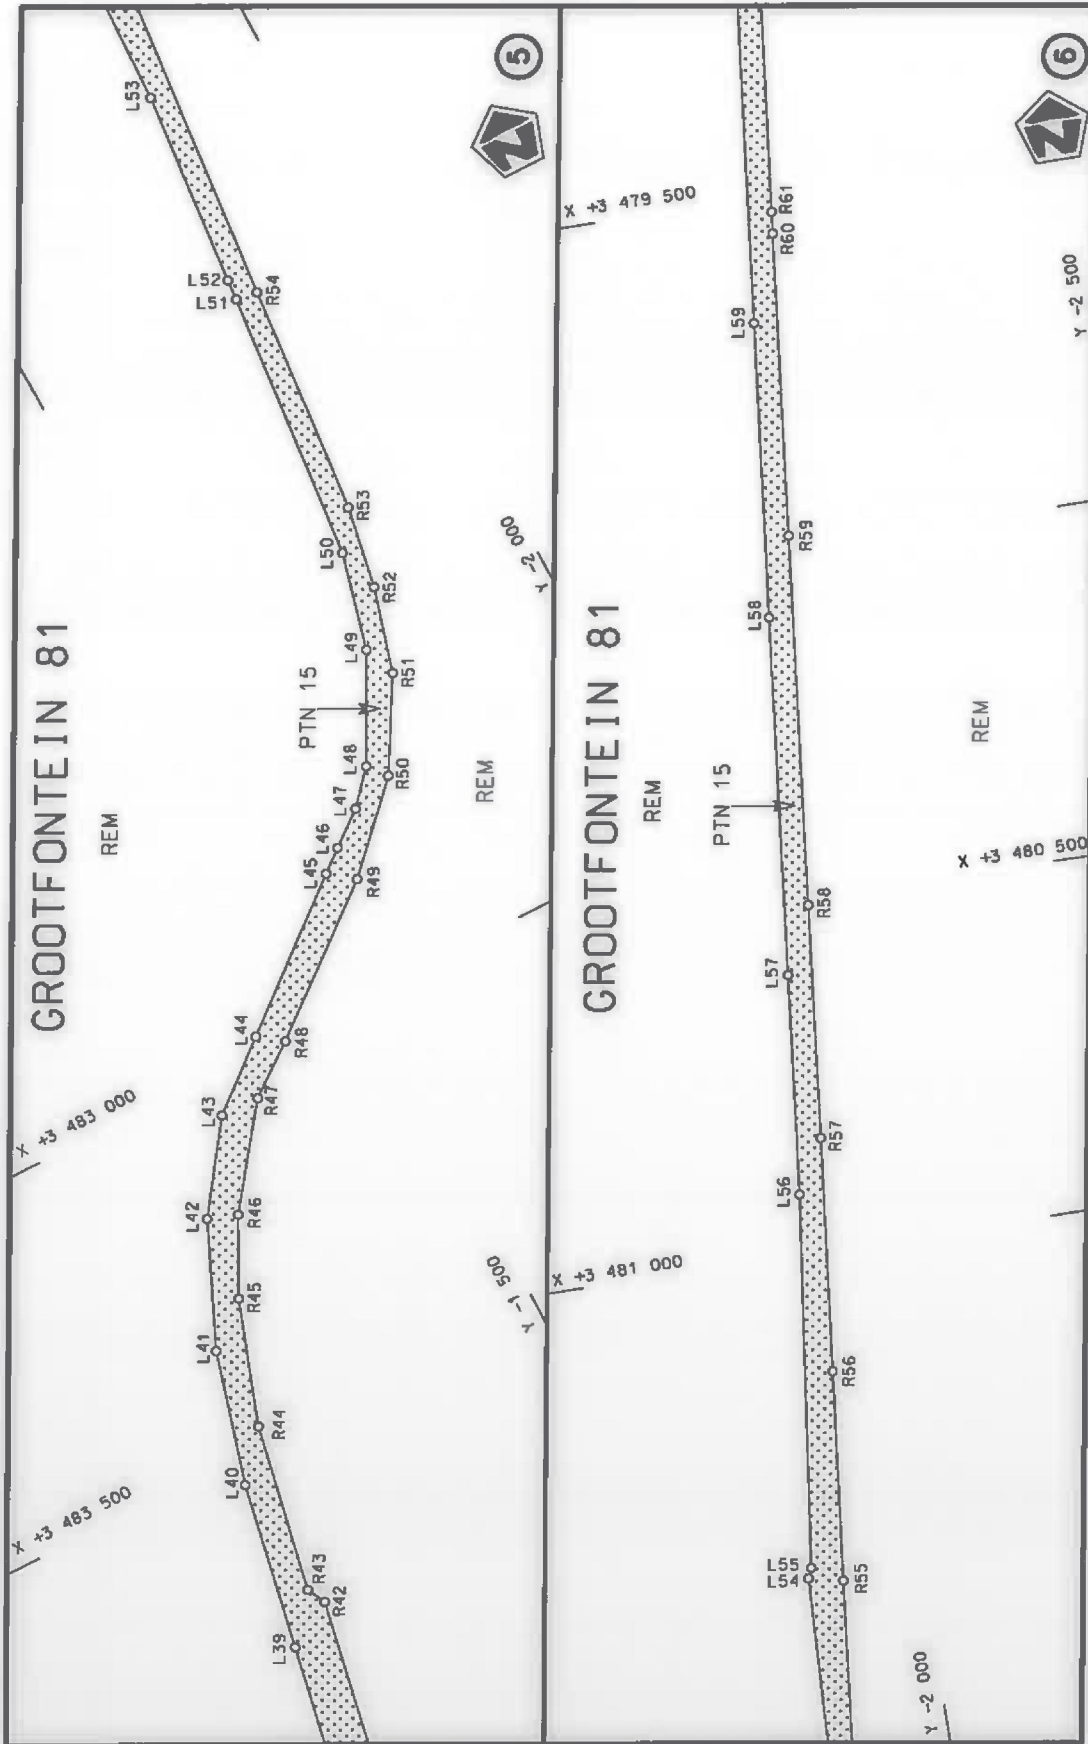 GROOTFONTEIN 81
REM
X +3 483 500
X +3 483 000
L39
L40
L41
L42
L43
L44
L45
L46
L47
L48
PTN 15
L49
L50
L51
L52
L53
R42
R43
R44
R45
R46
R47
R48
R49
R50
R51
R52
R53
R54
REM
Y -1 500
Y -2 000
5
GROOTFONTEIN 81
REM
X +3 481 000
X +3 479 500
PTN 15
L54
L55
L56
L57
L58
L59
R55
R56
R57
R58
R59
R60
R61
REM
Y -2 000
X +3 480 500
Y -2 500
6